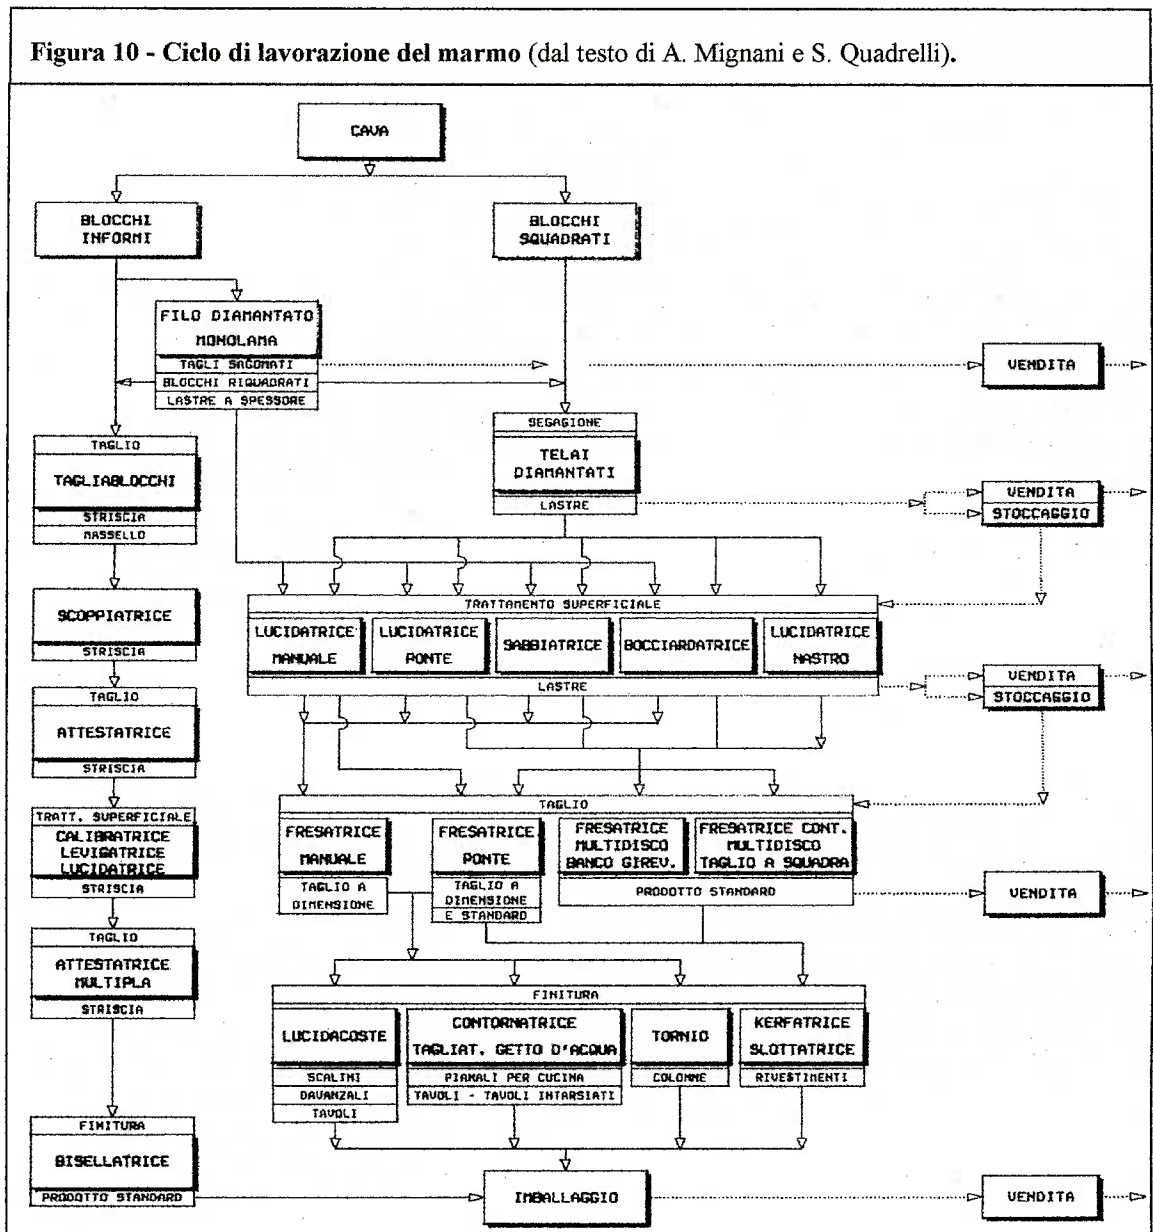 Figura 10 - Ciclo di lavorazione del marmo (dal testo di A. Mignani e S. Quadrelli).
CAVA
BLOCCHI
INFORMI
BLOCCHI
SQUADRATI
FILO DIAMANTATO
MONOLAMA
TAGLI SAGOMATI
BLOCCHI RIQUADRATI
LASTRE A SPESSORE
VENDITA
SEGAGIONE
TELAI
DIAMANTATI
LASTRE
VENDITA
STOCCAGGIO
TAGLIO
TAGLIABLOCCHI
STRISCIA
MASSELLO
SCOPPIATRICE
STRISCIA
TRATTAMENTO SUPERFICIALE
LUCIDATRICE
MANUALE
LUCIDATRICE
PONTE
SABBIATRICE
BOCCIARDATRICE
LUCIDATRICE
NASTRO
LASTRE
VENDITA
STOCCAGGIO
TAGLIO
ATTESTATRICE
STRISCIA
TRATT. SUPERFICIALE
CALIBRATRICE
LEVIGATRICE
LUCIDATRICE
STRISCIA
TAGLIO
FRESATRICE
MANUALE
TAGLIO A
DIMENSIONE
FRESATRICE
PONTE
TAGLIO A
DIMENSIONE
E STANDARD
FRESATRICE
MULTIDISCO
BANCO GIREV.
FRESATRICE CONT.
MULTIDISCO
TAGLIO A SQUADRA
PRODOTTO STANDARD
VENDITA
TAGLIO
ATTESTATRICE
MULTIPLA
STRISCIA
FINITURA
LUCIDACOSTE
SCALINI
DAVANZALI
TAVOLI
CONTORNATRICE
TAGLIAT. GETTO D'ACQUA
PIANALI PER CUCINA
TAVOLI - TAVOLI INTARSIATI
TORNIO
COLONNE
KERFATRICE
SLOTTATRICE
RIVESTIMENTI
FINITURA
BISELLATRICE
PRODOTTO STANDARD
IMBALLAGGIO
VENDITA